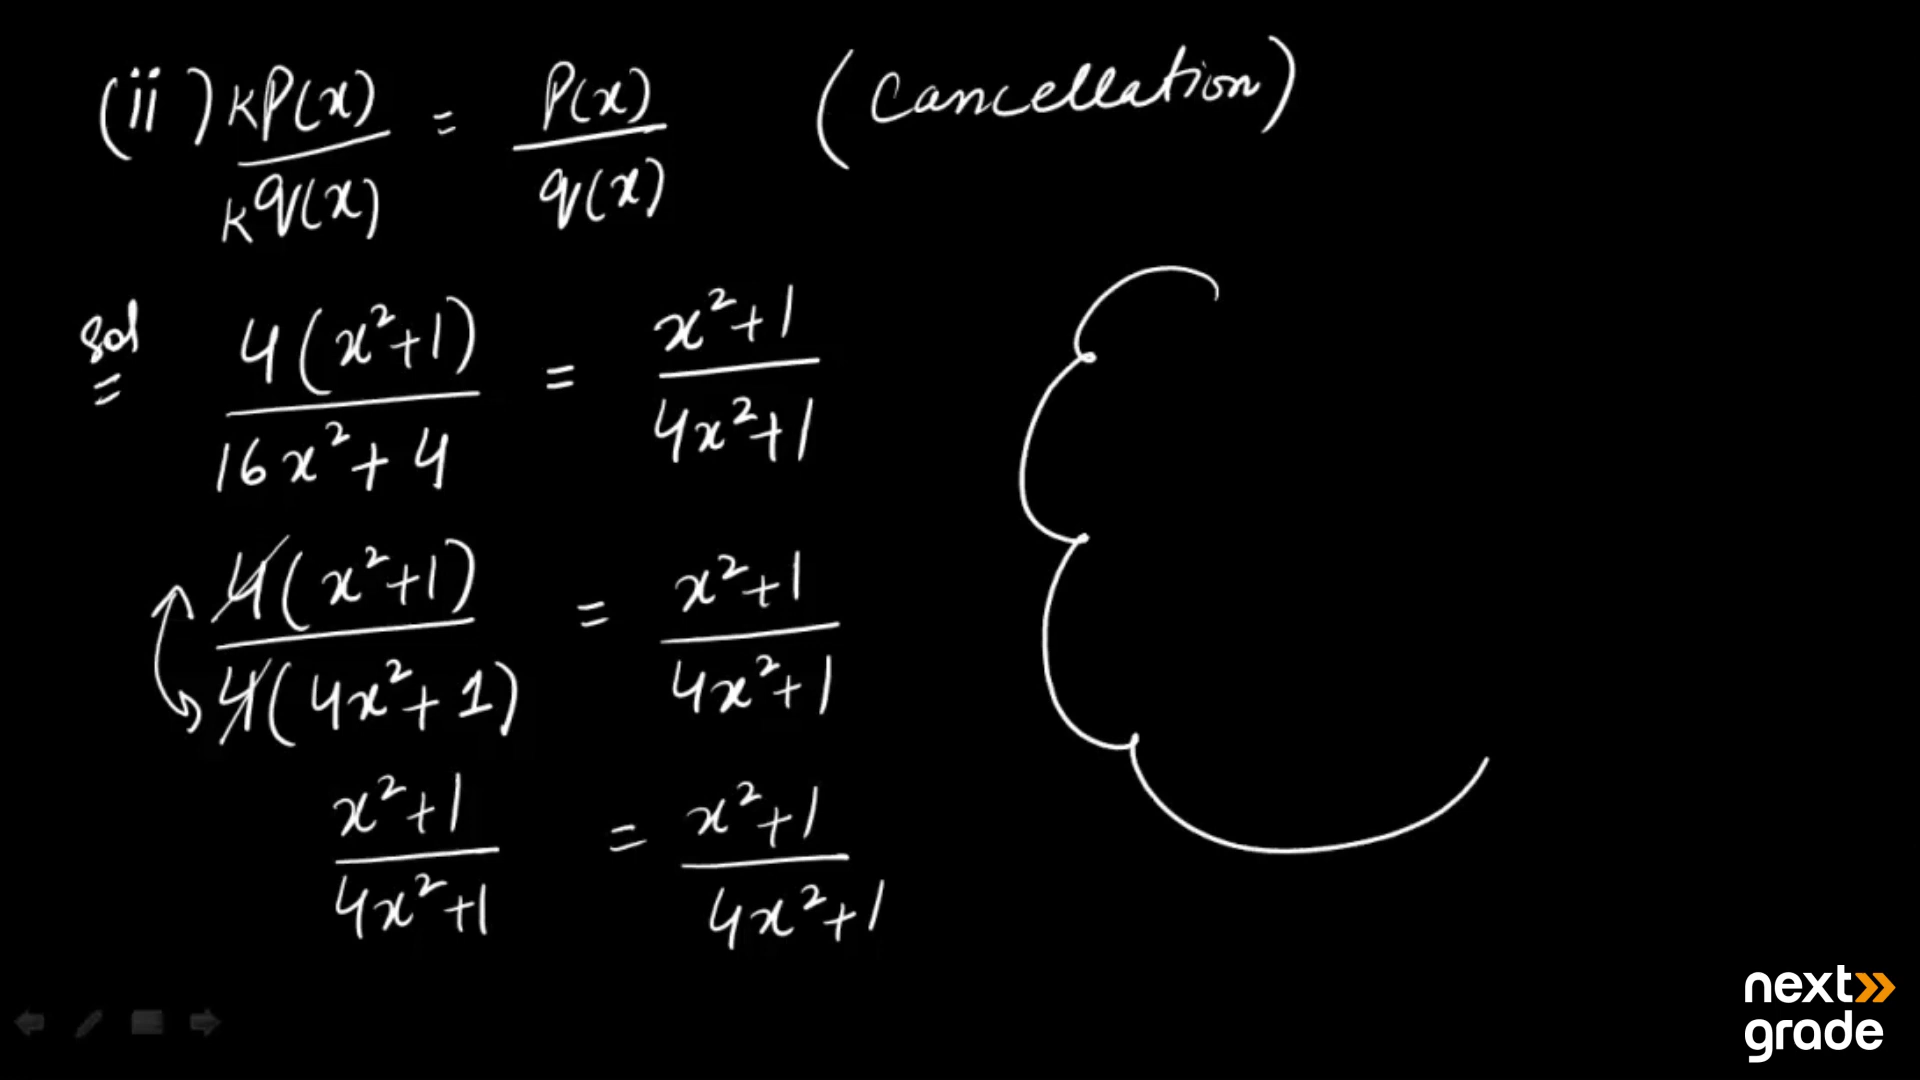 (ii) kP(x)/kq(x) = P(x)/q(x) (Cancellation)
Sol 4(x²+1)/16x²+4 = x²+1/4x²+1
4(x²+1)/4(4x²+1) = x²+1/4x²+1
x²+1/4x²+1 = x²+1/4x²+1
next
grade